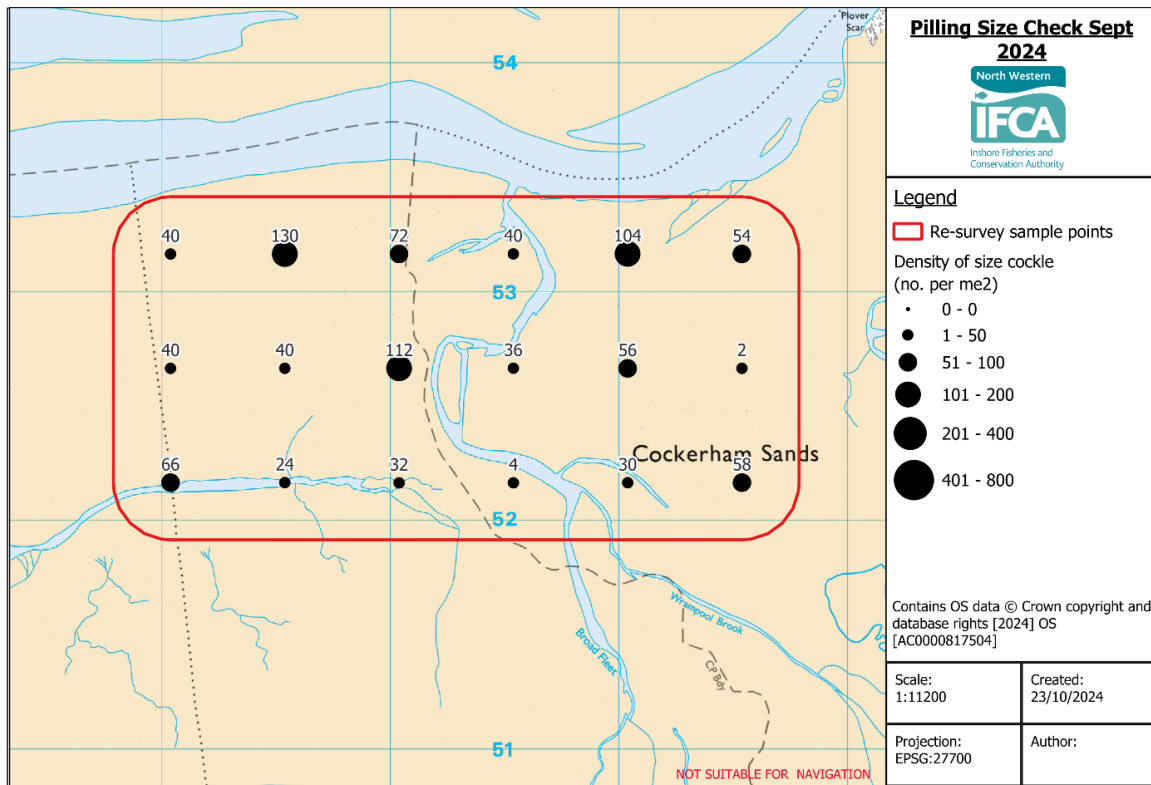 Plover
Scar
54
40
130
72
40
104
54
53
40
40
112
36
56
2
Cockerham Sands
66
24
32
4
30
58
52
Wrampool Brook
Broad Fleet
CP Bdy
51
NOT SUITABLE FOR NAVIGATION
Pilling Size Check Sept
2024
North Western
IFCA
Inshore Fisheries and
Conservation Authority
Legend
Re-survey sample points
Density of size cockle
(no. per me2)
0 - 0
1 - 50
51 - 100
101 - 200
201 - 400
401 - 800
Contains OS data © Crown copyright and
database rights [2024] OS
[AC0000817504]
Scale:
1:11200
Created:
23/10/2024
Projection:
EPSG:27700
Author: